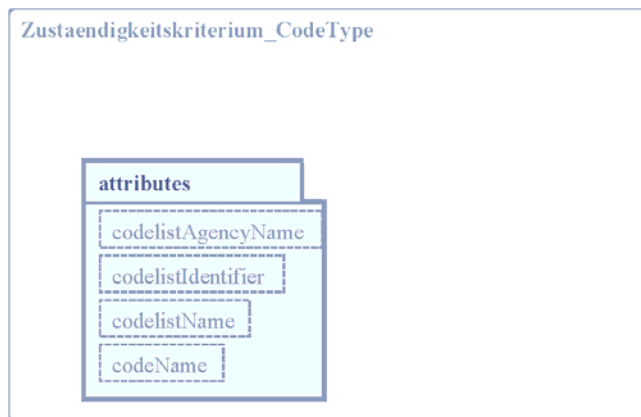 Zustaendigkeitskriterium_CodeType
attributes
codelistAgencyName
codelistIdentifier
codelistName
codeName